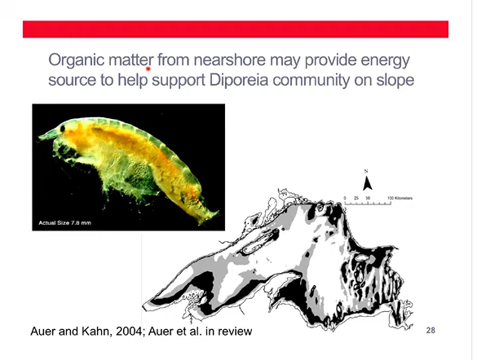 Organic matter from nearshore may provide energy
source to help support Diporeia community on slope
Actual Size 7.8 mm
N
0 25 50 100 Kilometers
Auer and Kahn, 2004; Auer et al. in review
28